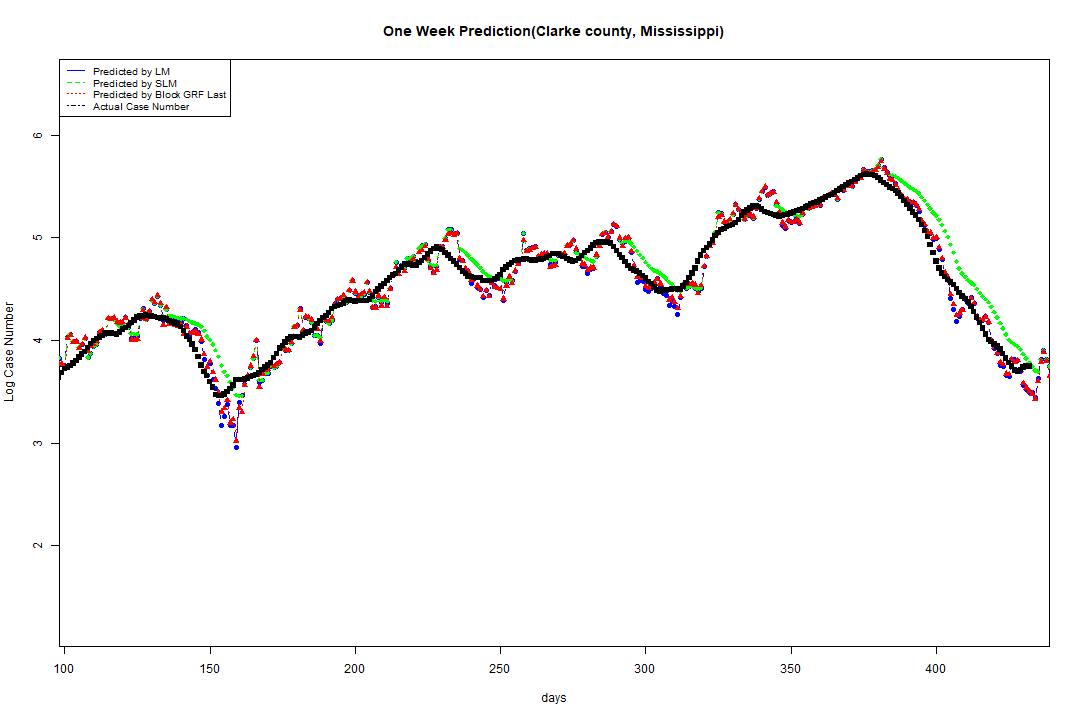 One Week Prediction(Clarke county, Mississippi)
Predicted by LM
Predicted by SLM
Predicted by Block GRF Last
Actual Case Number
6
5
4
3
2
Log Case Number
100 150 200 250 300 350 400
days